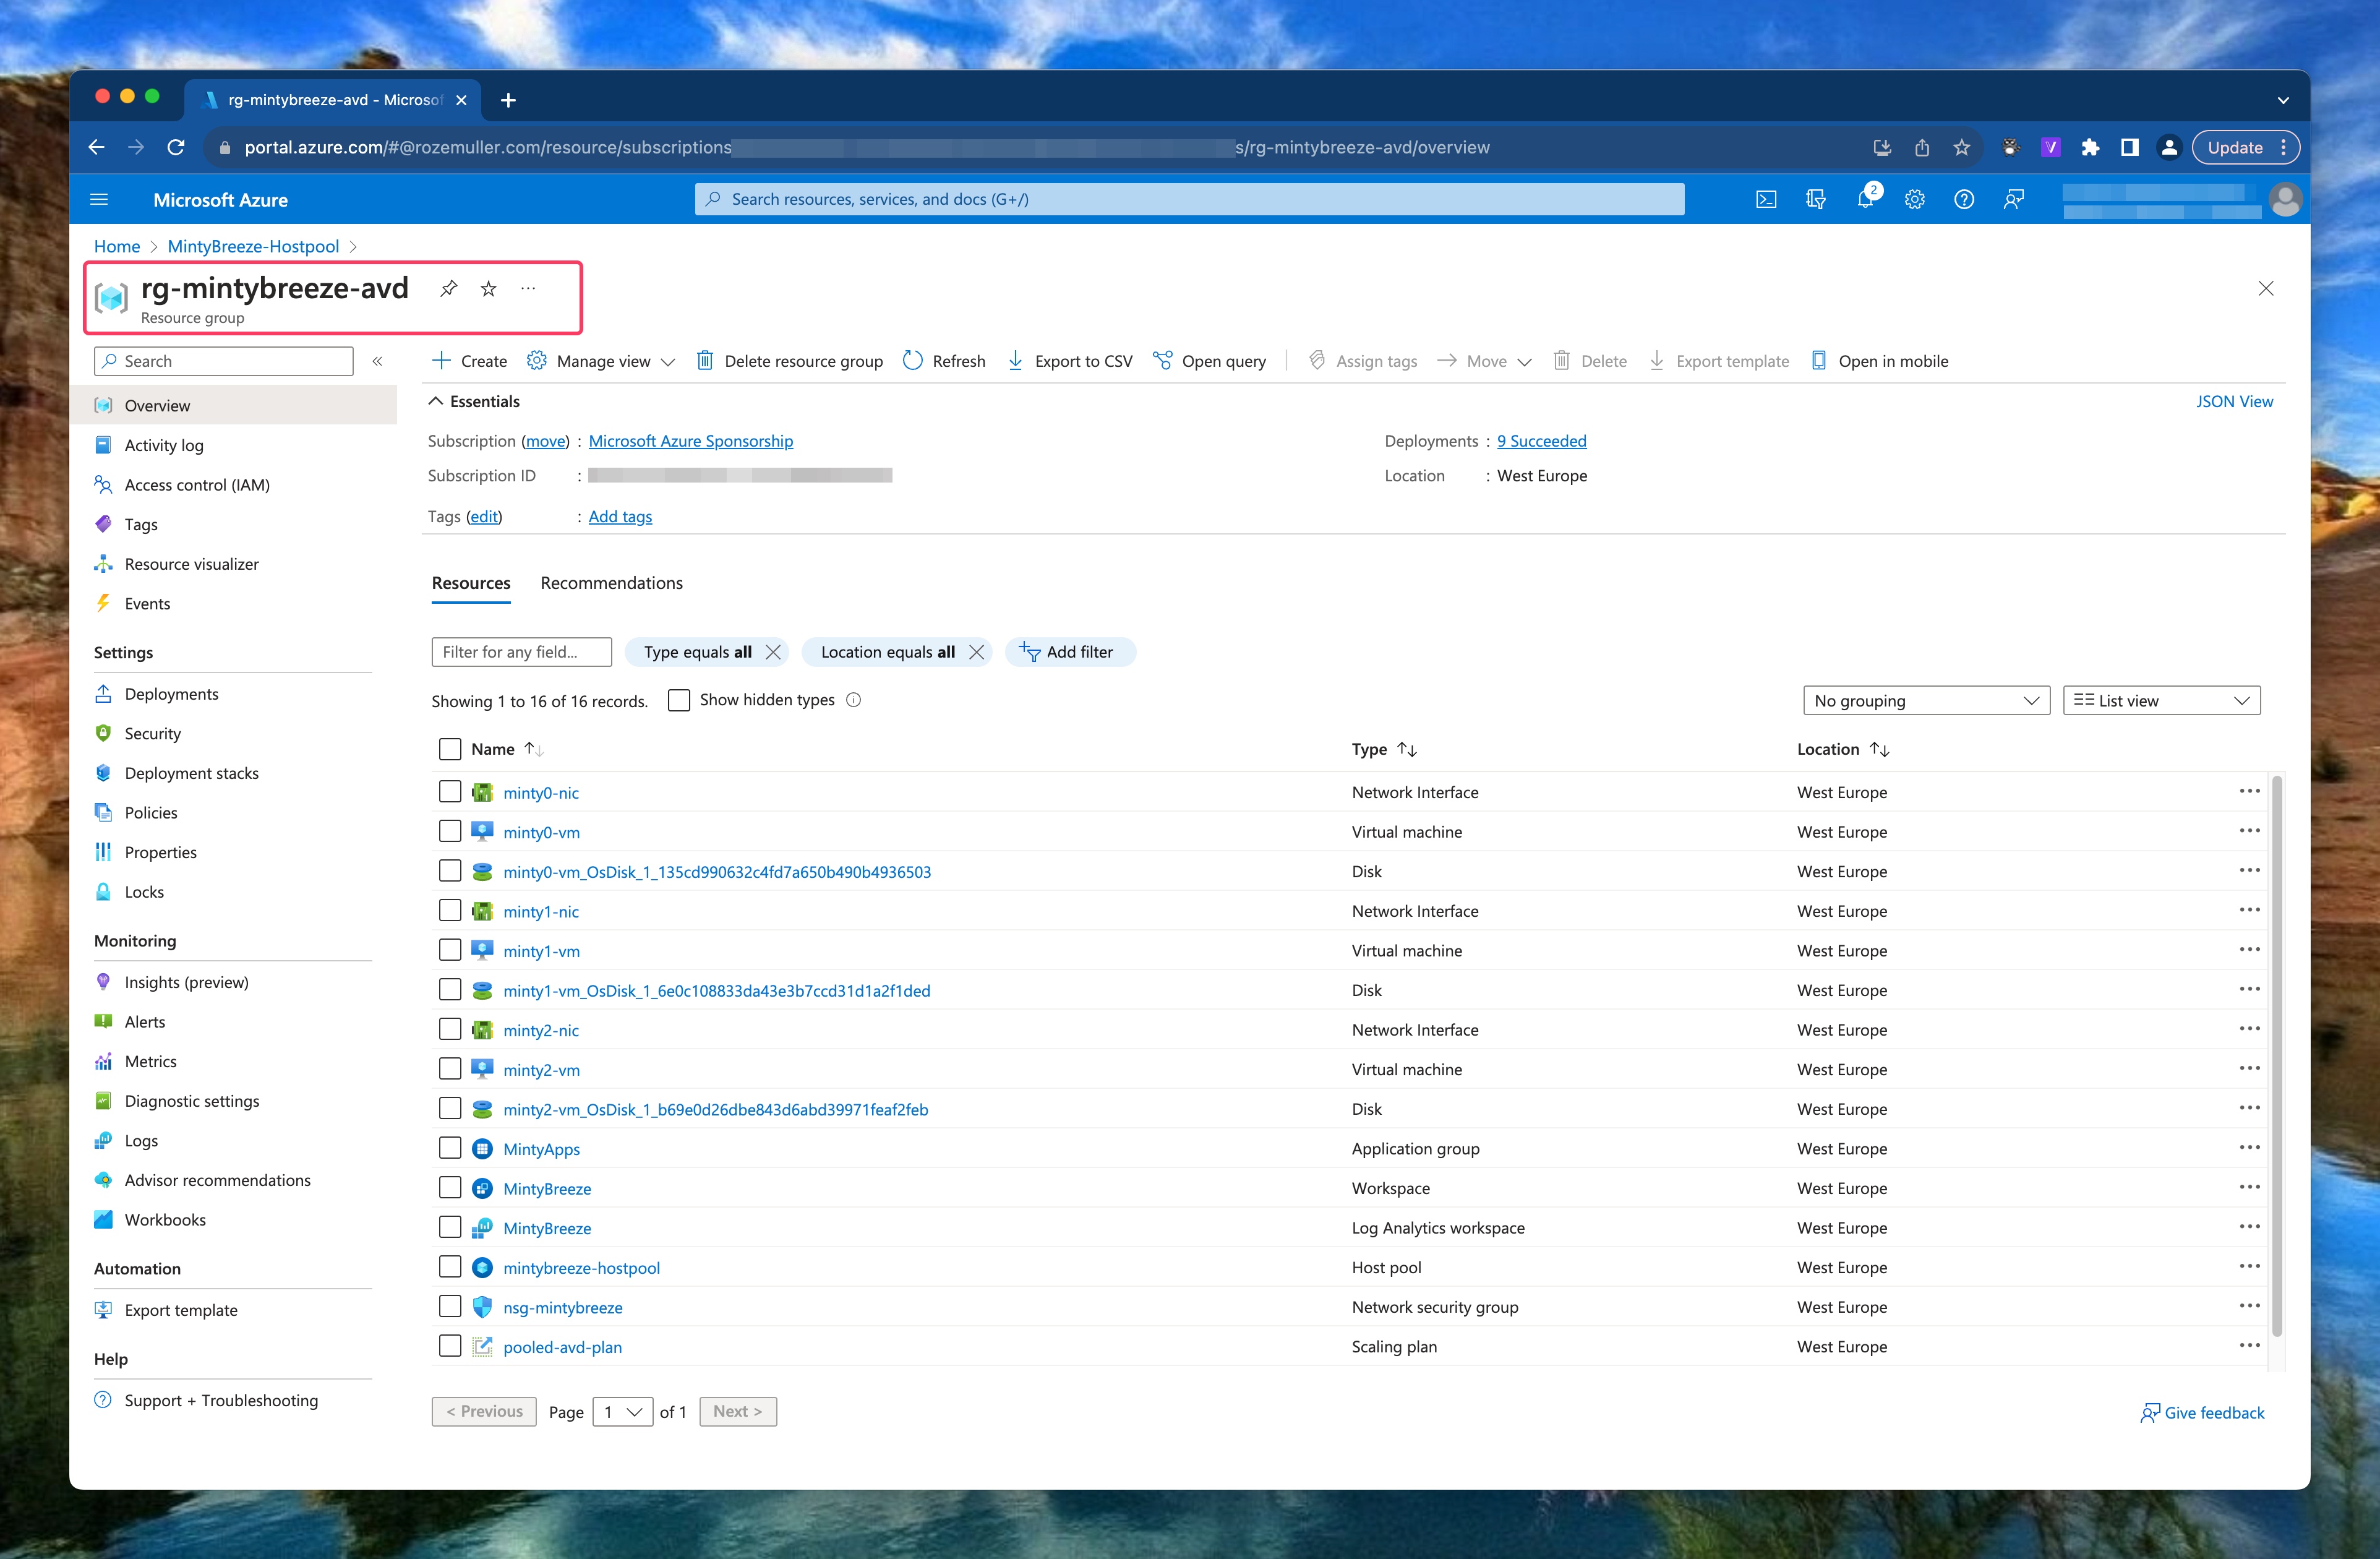 rg-mintybreeze-avd - Microsof
portal.azure.com/#@rozemuller.com/resource/subscriptions s/rg-mintybreeze-avd/overview
Update
Microsoft Azure
Search resources, services, and docs (G+/)
2
Home > MintyBreeze-Hostpool >
rg-mintybreeze-avd
Resource group
Search
Create Manage view Delete resource group Refresh Export to CSV Open query Assign tags Move Delete Export template Open in mobile
Overview
Activity log
Access control (IAM)
Tags
Resource visualizer
Events
Settings
Deployments
Security
Deployment stacks
Policies
Properties
Locks
Monitoring
Insights (preview)
Alerts
Metrics
Diagnostic settings
Logs
Advisor recommendations
Workbooks
Automation
Export template
Help
Support + Troubleshooting
Essentials
JSON View
Subscription (move) : Microsoft Azure Sponsorship
Deployments : 9 Succeeded
Subscription ID :
Location : West Europe
Tags (edit) : Add tags
Resources Recommendations
Filter for any field... Type equals all Location equals all Add filter
Showing 1 to 16 of 16 records. Show hidden types
No grouping List view
Name Type Location
minty0-nic Network Interface West Europe
minty0-vm Virtual machine West Europe
minty0-vm_OsDisk_1_135cd990632c4fd7a650b490b4936503 Disk West Europe
minty1-nic Network Interface West Europe
minty1-vm Virtual machine West Europe
minty1-vm_OsDisk_1_6e0c108833da43e3b7ccd31d1a2f1ded Disk West Europe
minty2-nic Network Interface West Europe
minty2-vm Virtual machine West Europe
minty2-vm_OsDisk_1_b69e0d26dbe843d6abd39971feaf2feb Disk West Europe
MintyApps Application group West Europe
MintyBreeze Workspace West Europe
MintyBreeze Log Analytics workspace West Europe
mintybreeze-hostpool Host pool West Europe
nsg-mintybreeze Network security group West Europe
pooled-avd-plan Scaling plan West Europe
< Previous Page 1 of 1 Next >
Give feedback